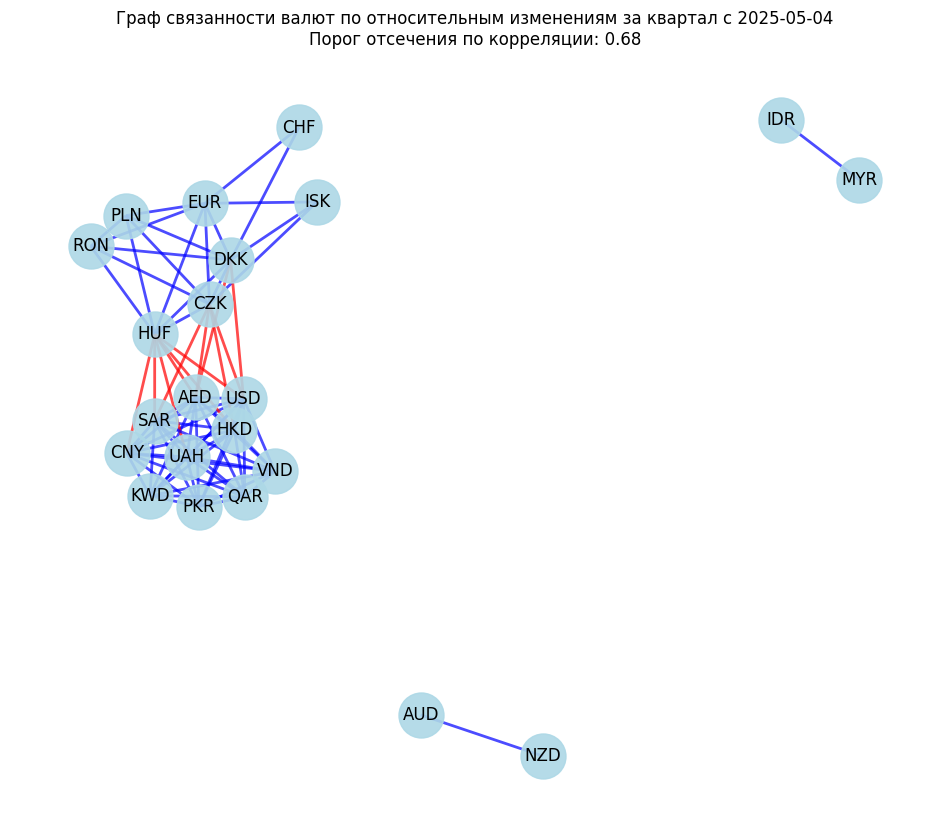 Граф связанности валют по относительным изменениям за квартал с 2025-05-04
Порог отсечения по корреляции: 0.68
IDR
CHF
MYR
EUR
ISK
PLN
RON
DKK
CZK
HUF
AED
USD
SAR
HKD
CNY
UAH
VND
KWD
QAR
PKR
AUD
NZD